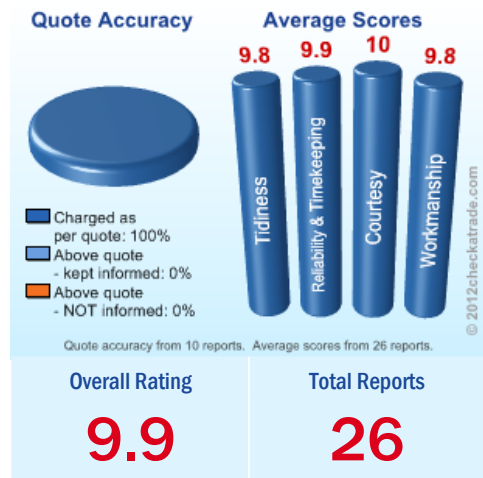 Quote Accuracy
Average Scores
9.8
9.9
10
9.8
Tidiness
Reliability & Timekeeping
Courtesy
Workmanship
Charged as
per quote: 100%
Above quote
- kept informed: 0%
Above quote
- NOT informed: 0%
© 2012checkatrade.com
Quote accuracy from 10 reports. Average scores from 26 reports.
Overall Rating
9.9
Total Reports
26